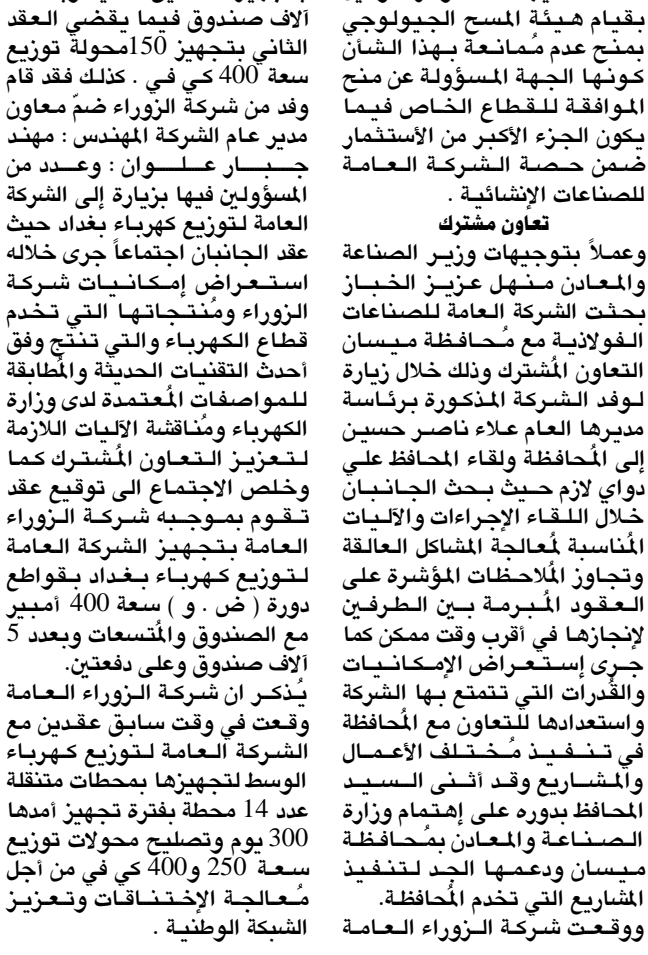 بقيام هيئة المسح الجيولوجي
بمنح عدم مُمانعة بهذا الشأن
كونها الجهة المسؤولة عن منح
الموافقة للقطاع الخاص فيما
يكون الجزء الأكبر من الأستثمار
ضمن حصة الشركة العامة
للصناعات الإنشائية .
تعاون مشترك
وعملاً بتوجيهات وزير الصناعة
والمعادن منهل عزيز الخباز
بحثت الشركة العامة للصناعات
الفولاذية مع مُحافظة ميسان
التعاون المُشترك وذلك خلال زيارة
لوفد الشركة المذكورة برئاسة
مديرها العام علاء ناصر حسين
إلى المُحافظة ولقاء المحافظ علي
دواي لازم حيث بحث الجانبان
خلال اللقاء الإجراءات والآليات
المُناسبة لمُعالجة المشاكل العالقة
وتجاوز المُلاحظات المؤشرة على
العقود المُبرمة بين الطرفين
لإنجازها في أقرب وقت ممكن كما
جرى إستعراض الإمكانيات
والقُدرات التي تتمتع بها الشركة
واستعدادها للتعاون مع المُحافظة
في تنفيذ مُختلف الأعمال
والمشاريع وقد أثنى السيد
المحافظ بدوره على إهتمام وزارة
الصناعة والمعادن بمُحافظة
ميسان ودعمها الجد لتنفيذ
المشاريع التي تخدم المُحافظة.
ووقعت شركة الزوراء العامة
آلاف صندوق فيما يقضي العقد
الثاني بتجهيز 150محولة توزيع
سعة 400 كي في . كذلك فقد قام
وفد من شركة الزوراء ضمّ معاون
مدير عام الشركة المهندس : مهند
جبار علوان : وعدد من
المسؤولين فيها بزيارة إلى الشركة
العامة لتوزيع كهرباء بغداد حيث
عقد الجانبان اجتماعاً جرى خلاله
استعراض إمكانيات شركة
الزوراء ومُنتجاتها التي تخدم
قطاع الكهرباء والتي تنتج وفق
أحدث التقنيات الحديثة والمُطابقة
للمواصفات المُعتمدة لدى وزارة
الكهرباء ومُناقشة الآليات اللازمة
لتعزيز التعاون المُشترك كما
وخلص الاجتماع الى توقيع عقد
تقوم بموجبه شركة الزوراء
العامة بتجهيز الشركة العامة
لتوزيع كهرباء بغداد بقواطع
دورة ( ض . و ) سعة 400 أمبير
مع الصندوق والمُتسعات وبعدد 5
آلاف صندوق وعلى دفعتين.
يُذكر ان شركة الزوراء العامة
وقعت في وقت سابق عقدين مع
الشركة العامة لتوزيع كهرباء
الوسط لتجهيزها بمحطات متنقلة
عدد 14 محطة بفترة تجهيز أمدها
300 يوم وتصليح محولات توزيع
سعة 250 و400 كي في من أجل
مُعالجة الإختناقات وتعزيز
الشبكة الوطنية .